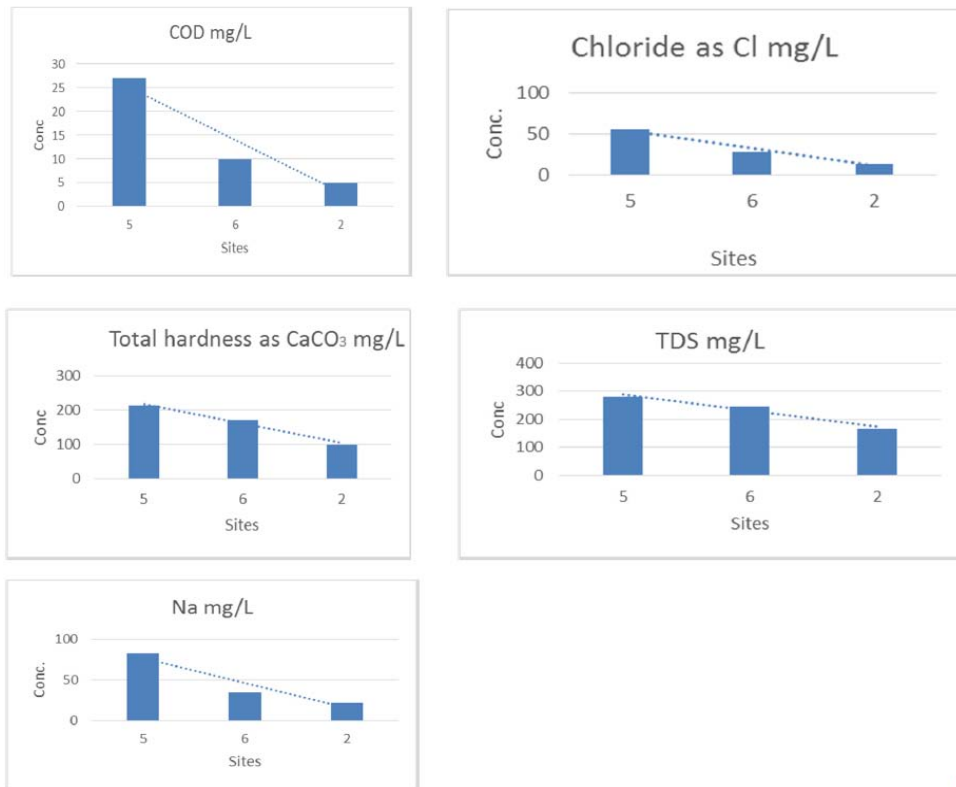 COD mg/L
30
25
20
15
10
5
0
Conc
5 6 2
Sites
Chloride as Cl mg/L
100
50
0
Conc.
5 6 2
Sites
Total hardness as CaCO₃ mg/L
300
200
100
0
Conc
5 6 2
Sites
TDS mg/L
400
300
200
100
0
Conc
5 6 2
Sites
Na mg/L
100
50
0
Conc.
5 6 2
Sites